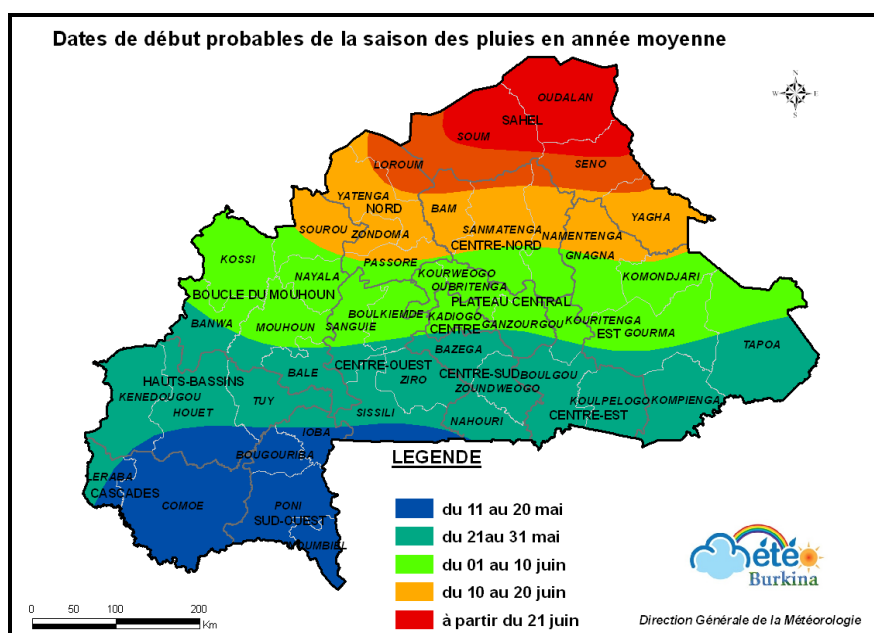 Dates de début probables de la saison des pluies en année moyenne
N
W E
S
OUDALAN
SAHEL
SOUM
LOROUM
SENO
YATENGA
NORD
BAM
YAGHA
SOUROU
ZONDOMA
SANMATENGA
NAMENTENGA
CENTRE-NORD
KOSSI
PASSORE
GNAGNA
NAYALA
KOURWEOGO
KOMONDJARI
OUBRITENGA
BOUCLE DU MOUHOUN
PLATEAU CENTRAL
BOULKIEMDE
BANWA
MOUHOUN
SANGUIE
KADIOGO
CENTRE
GANZOURGOU
KOURITENGA
EST
GOURMA
BAZEGA
TAPOA
HAUTS-BASSINS
BALE
CENTRE-OUEST
ZIRO
CENTRE-SUD
BOULGOU
KENEDOUGOU
HOUET
TUY
ZOUNDWEOGO
KOULPELOGO
KOMPIENGA
SISSILI
NAHOURI
CENTRE-EST
IOBA
BOUGOURIBA
LERABA
CASCADES
COMOE
PONI
SUD-OUEST
LEGENDE
du 11 au 20 mai
du 21au 31 mai
du 01 au 10 juin
du 10 au 20 juin
à partir du 21 juin
0 50 100 200
Km
Météo
Burkina
Direction Générale de la Météorologie